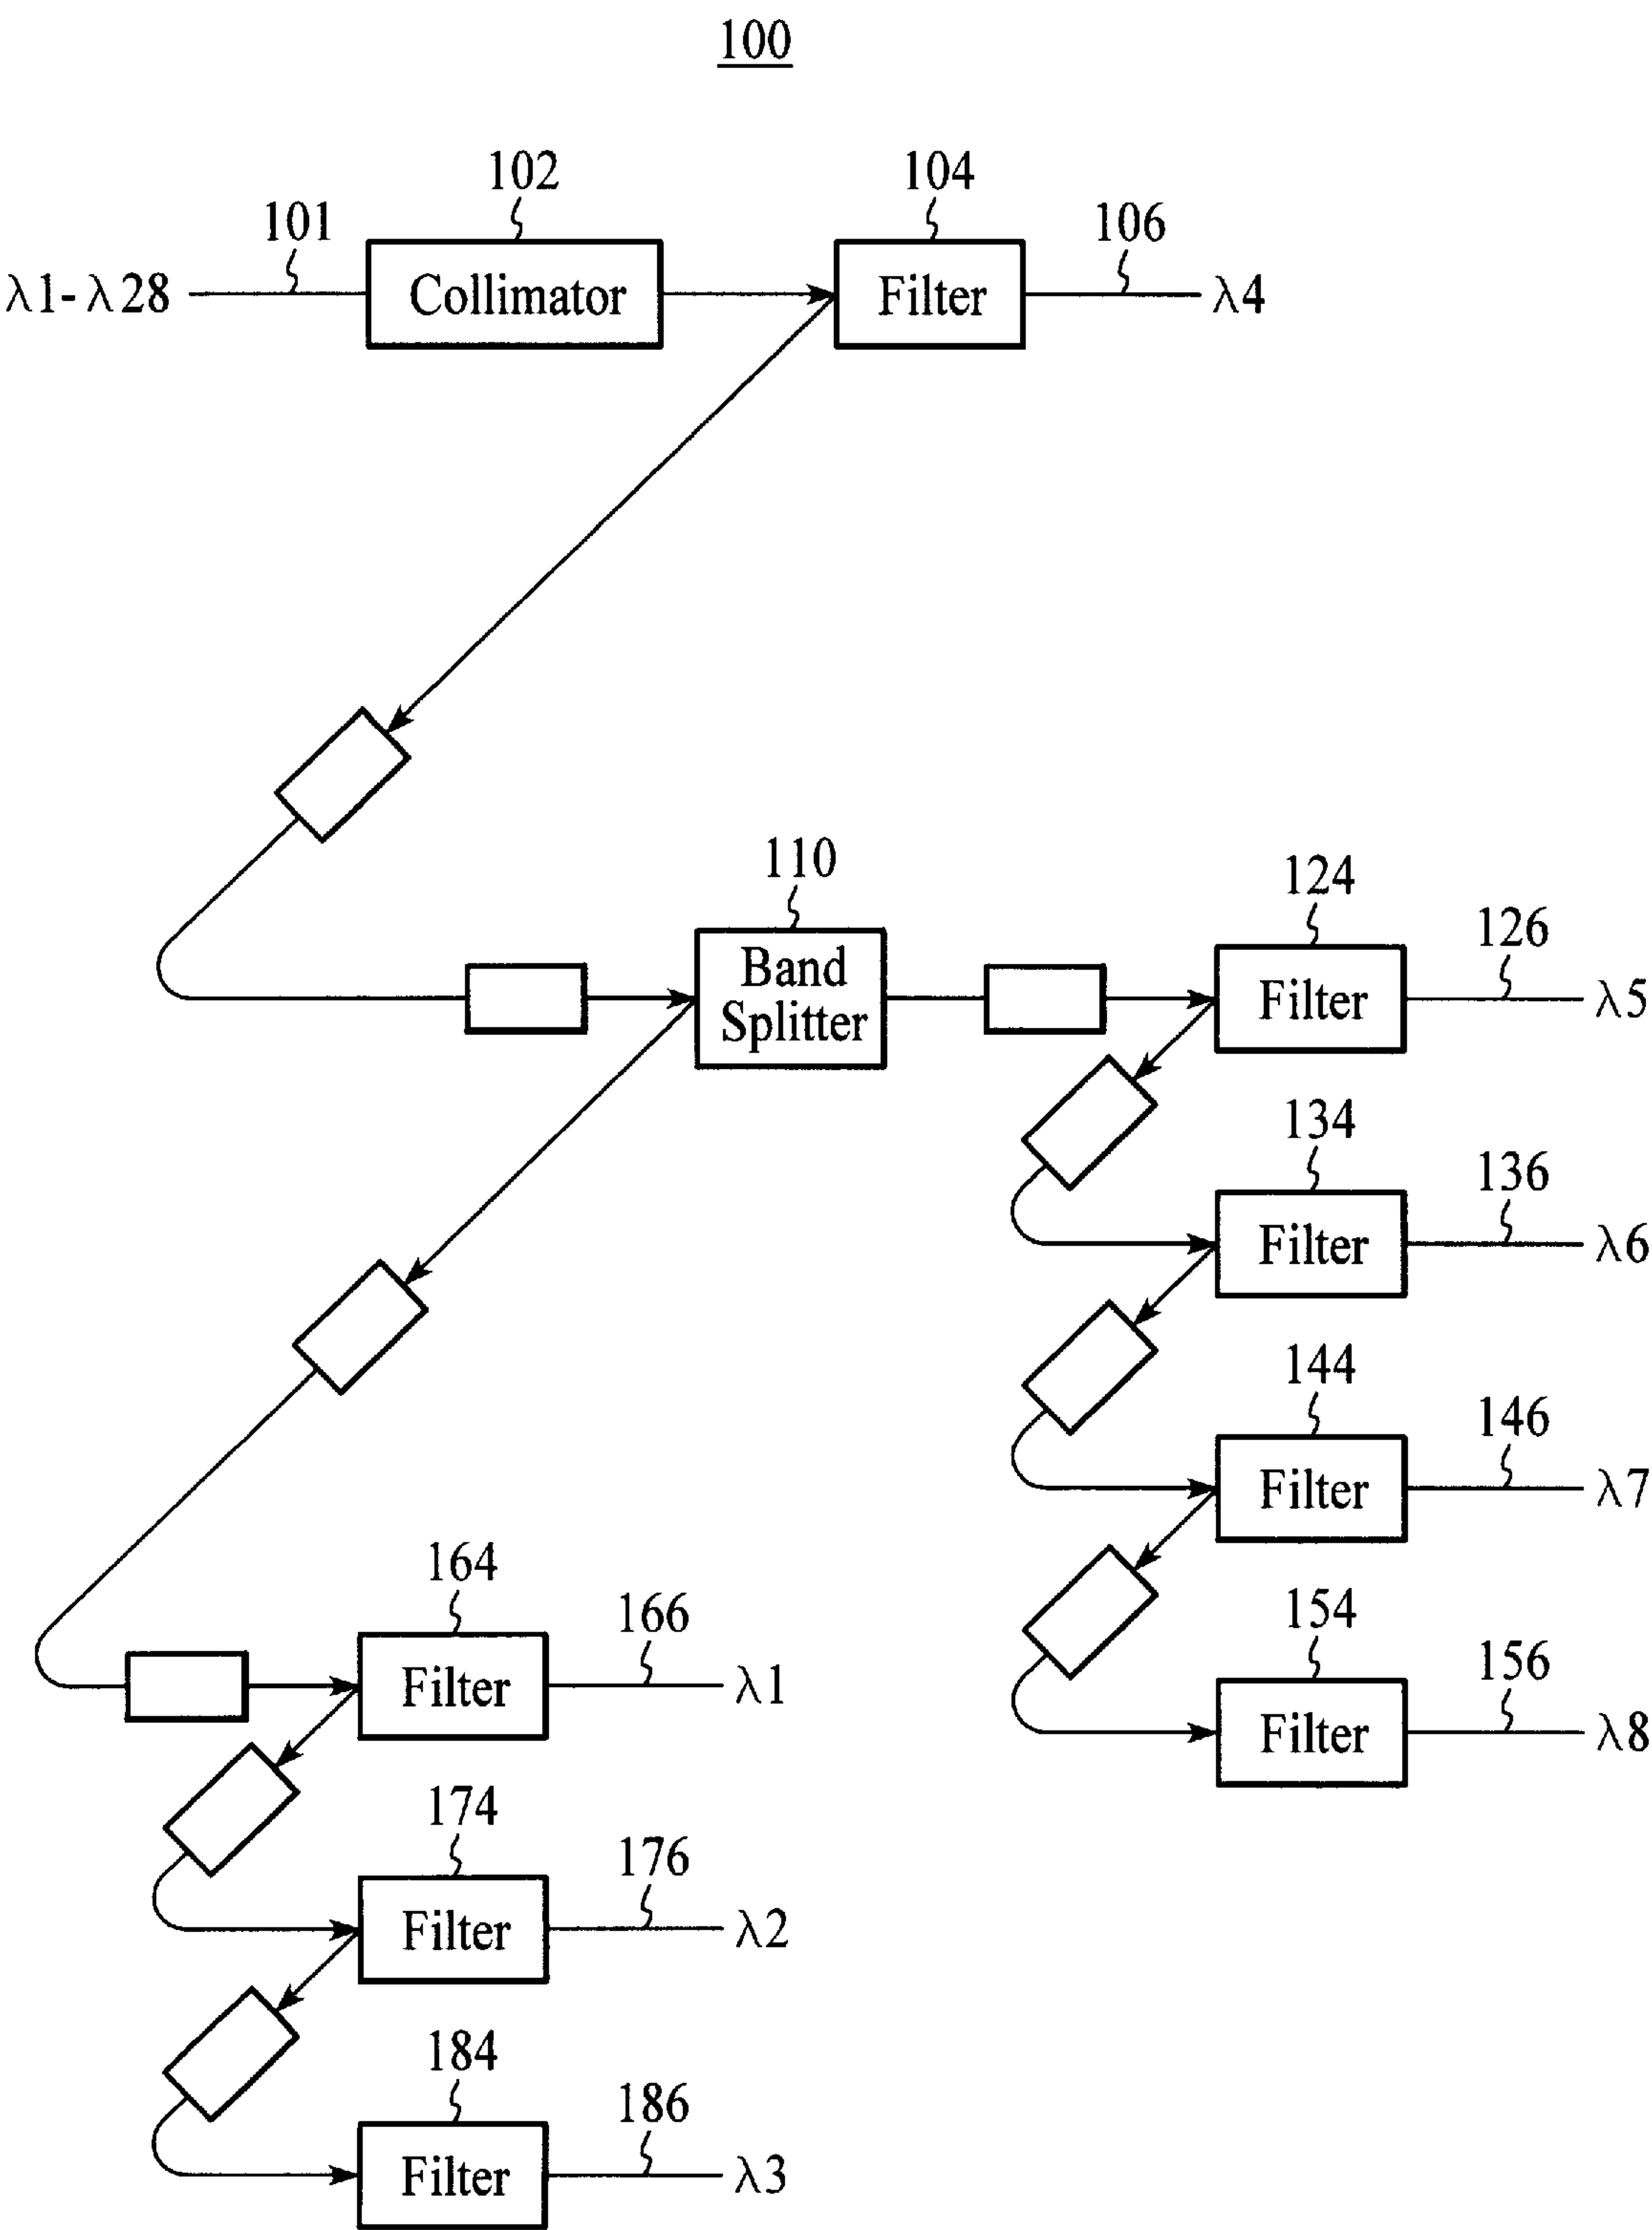 100
102
104
101
106
λ1-λ28
Collimator
Filter
λ4
110
124
126
Band
Splitter
Filter
λ5
134
136
Filter
λ6
144
146
Filter
λ7
164
166
154
156
Filter
λ1
Filter
λ8
174
176
Filter
λ2
184
186
Filter
λ3